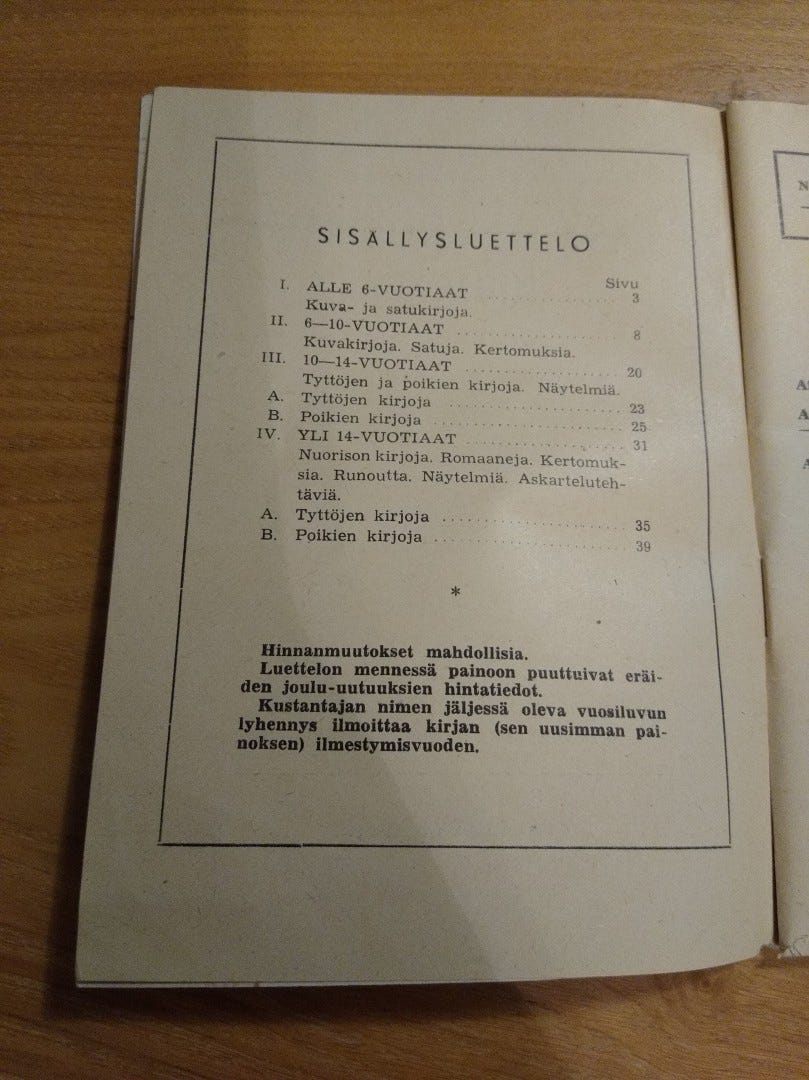 SISÄLLYSLUETTELO
Sivu
I. ALLE 6-VUOTIAAT .................... 3
Kuva- ja satukirjoja.
II. 6—10-VUOTIAAT .................... 8
Kuvakirjoja. Satuja. Kertomuksia.
III. 10—14-VUOTIAAT .................... 20
Tyttöjen ja poikien kirjoja. Näytelmiä.
A. Tyttöjen kirjoja .................... 23
B. Poikien kirjoja .................... 25
IV. YLI 14-VUOTIAAT .................... 31
Nuorison kirjoja. Romaaneja. Kertomuk-
sia. Runoutta. Näytelmiä. Askarteluteh-
täviä.
A. Tyttöjen kirjoja .................... 35
B. Poikien kirjoja .................... 39
*
Hinnanmuutokset mahdollisia.
Luettelon mennessä painoon puuttuivat eräi-
den joulu-uutuuksien hintatiedot.
Kustantajan nimen jäljessä oleva vuosiluvun
lyhennys ilmoittaa kirjan (sen uusimman pai-
noksen) ilmestymisvuoden.